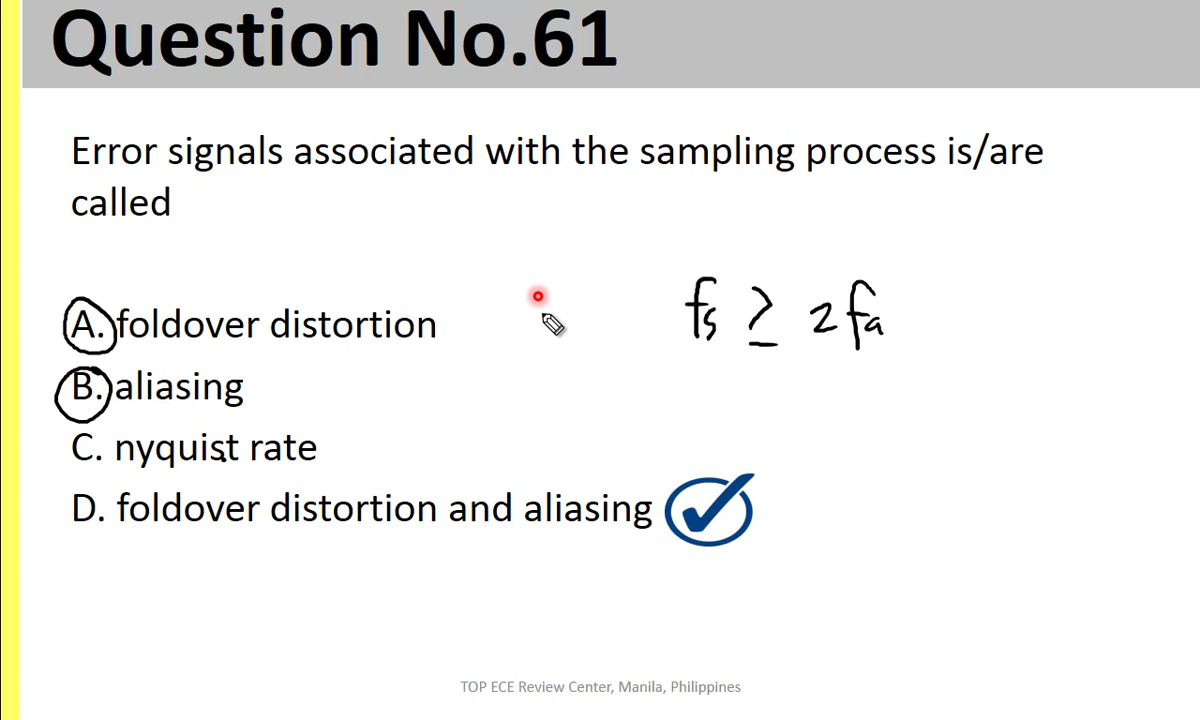 Question No.61
Error signals associated with the sampling process is/are
called
A. foldover distortion
fs ≥ 2fa
B. aliasing
C. nyquist rate
D. foldover distortion and aliasing
TOP ECE Review Center, Manila, Philippines